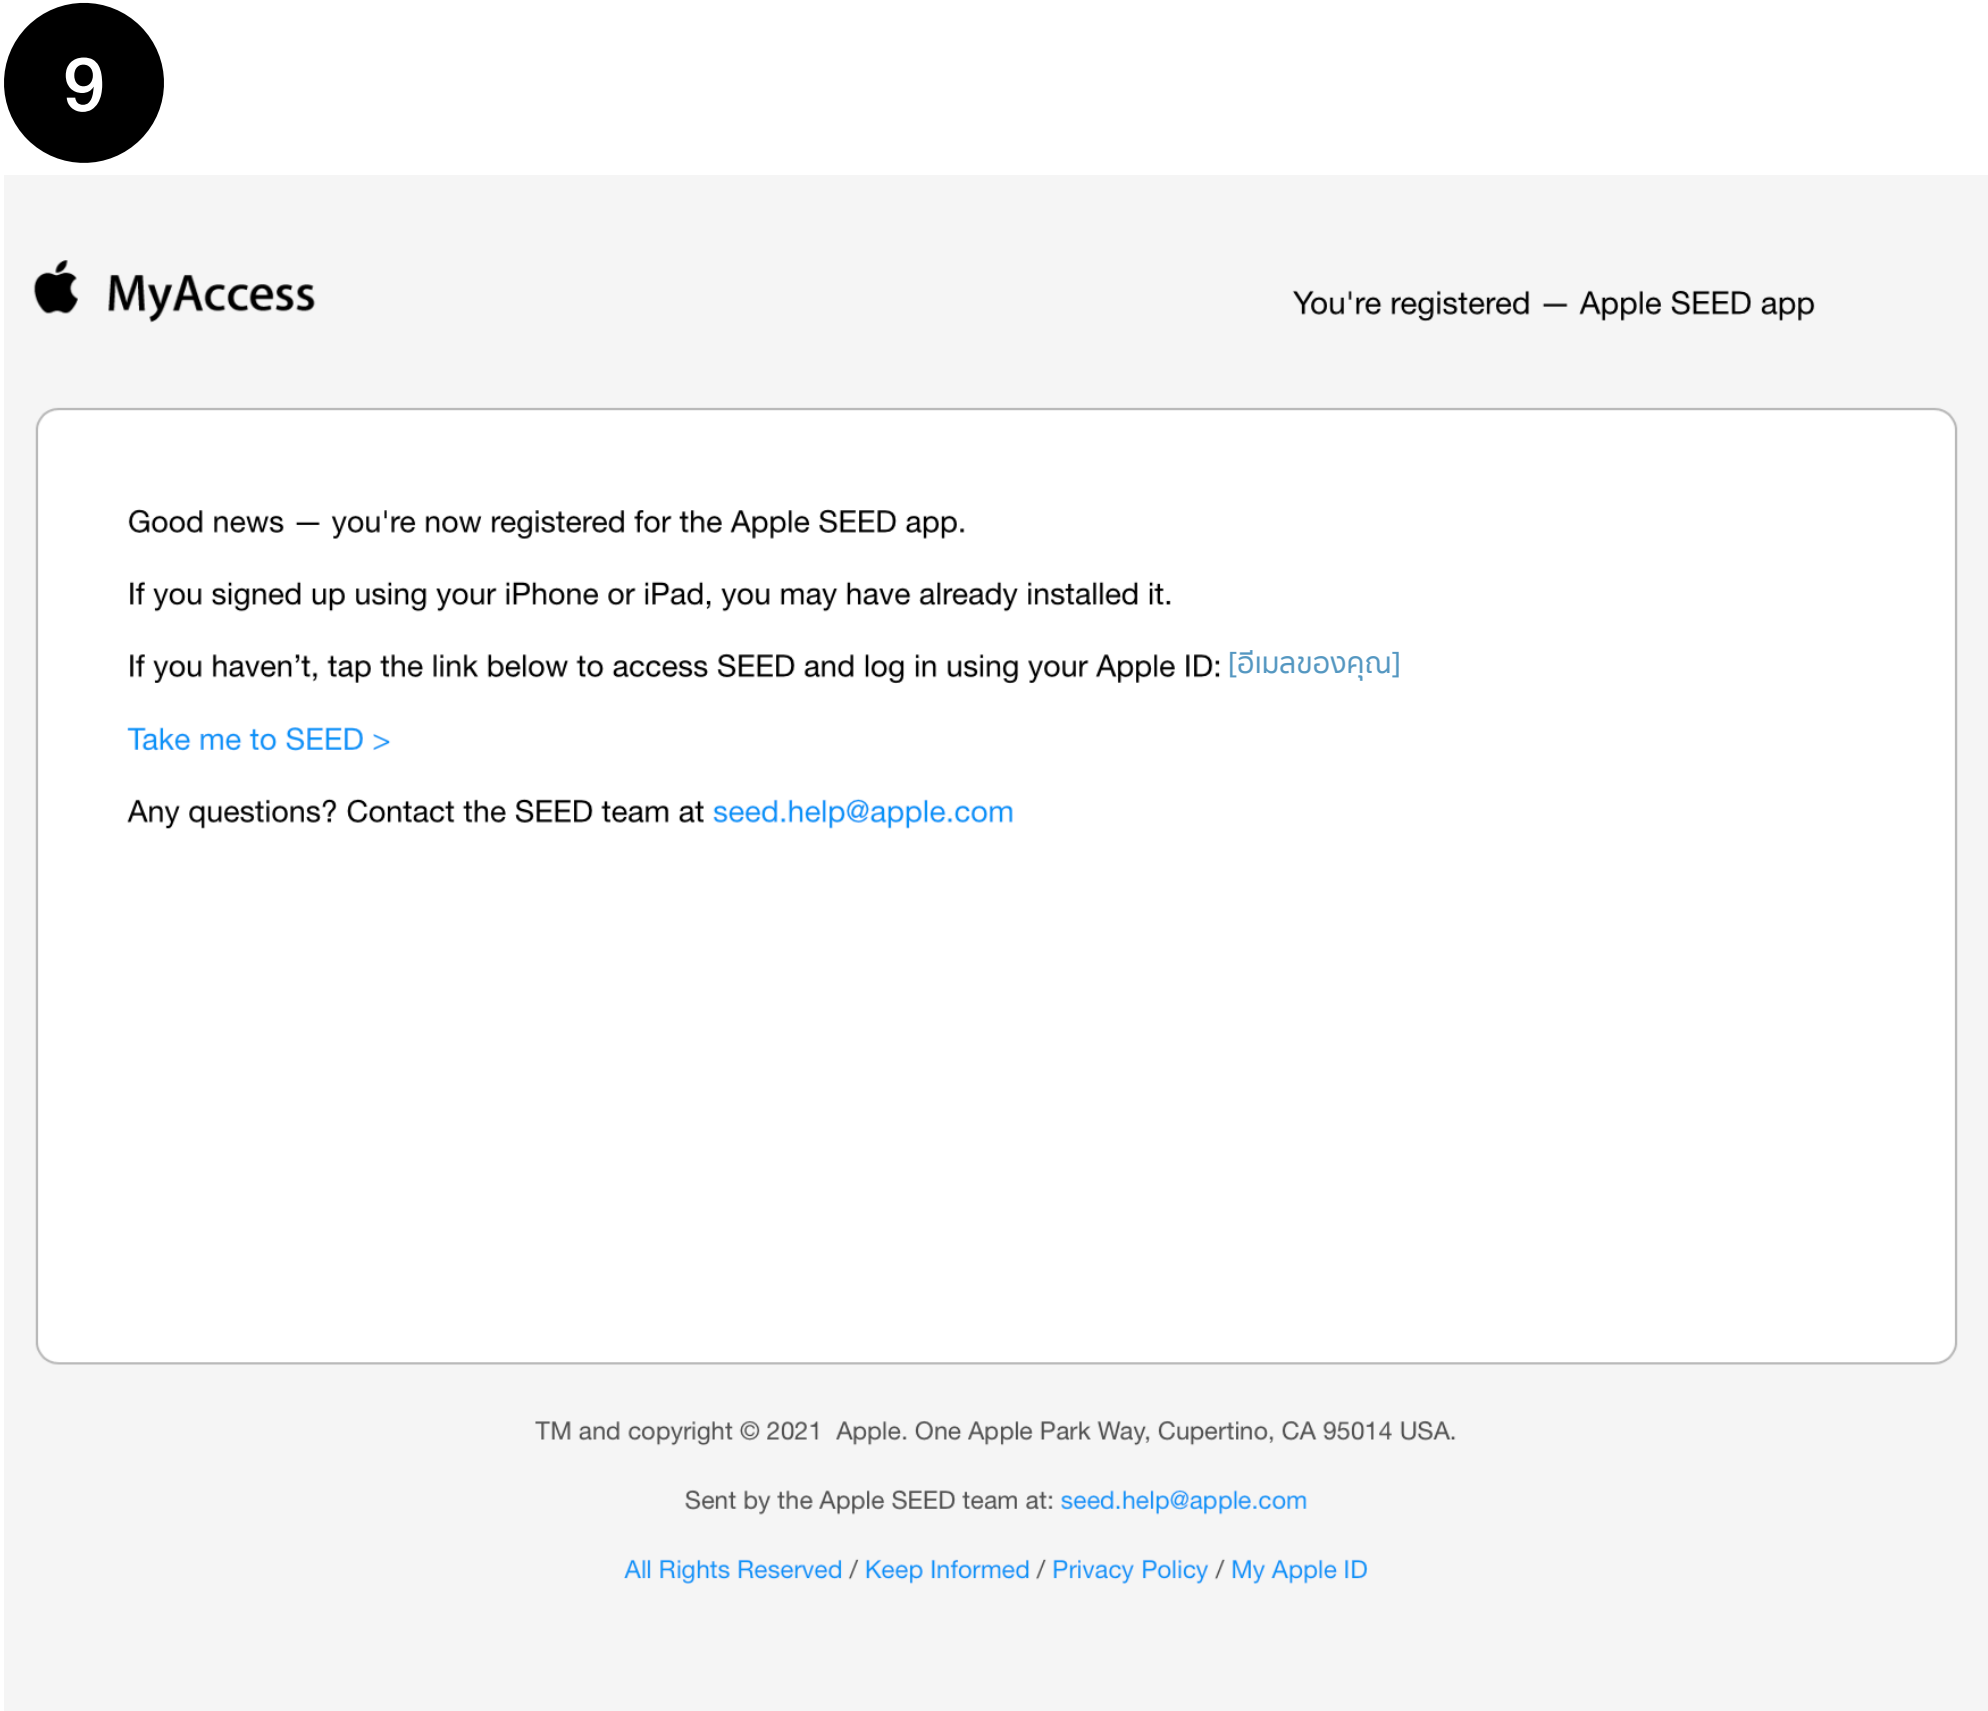 9
MyAccess
You're registered — Apple SEED app
Good news — you're now registered for the Apple SEED app.
If you signed up using your iPhone or iPad, you may have already installed it.
If you haven’t, tap the link below to access SEED and log in using your Apple ID: [อีเมลของคุณ]
Take me to SEED >
Any questions? Contact the SEED team at seed.help@apple.com
TM and copyright © 2021 Apple. One Apple Park Way, Cupertino, CA 95014 USA.
Sent by the Apple SEED team at: seed.help@apple.com
All Rights Reserved / Keep Informed / Privacy Policy / My Apple ID